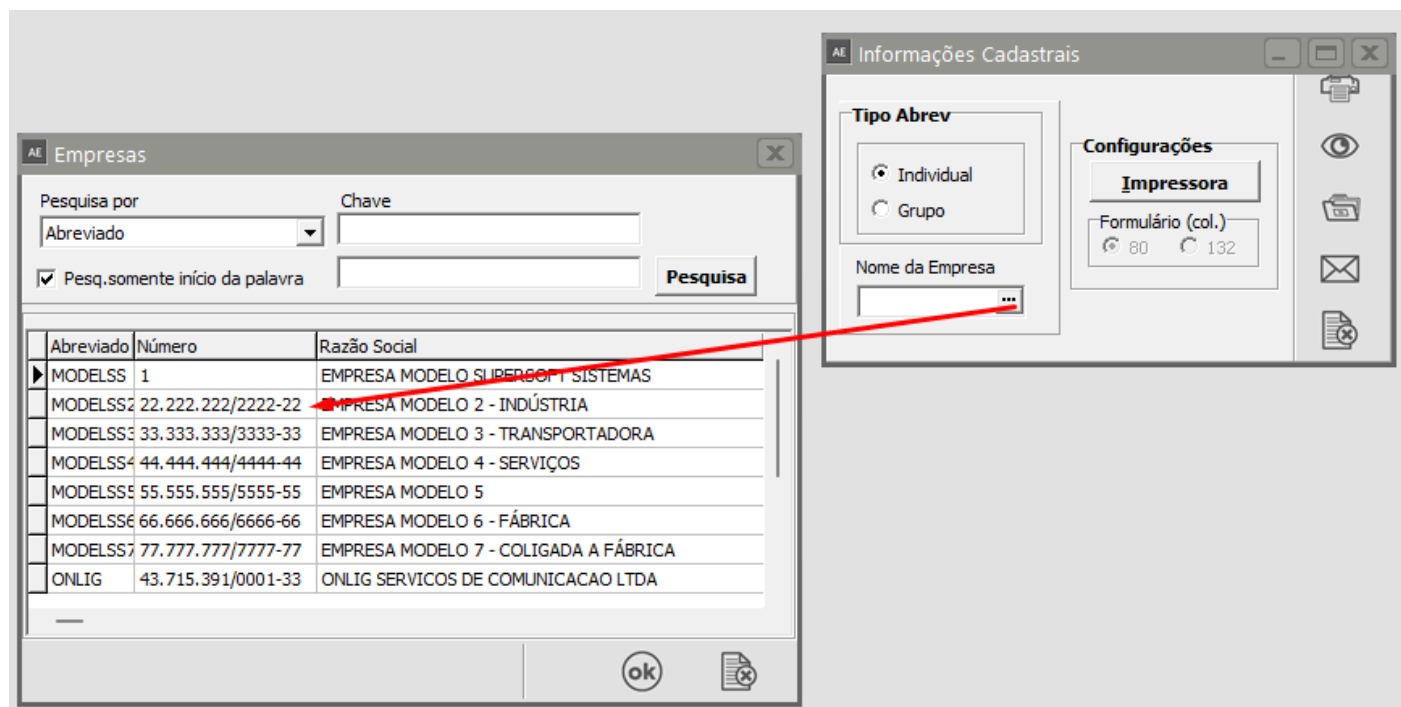 AE Informações Cadastrais
Tipo Abrev
Individual
Grupo
Nome da Empresa
...
Configurações
Impressora
Formulário (col.)
80 132
AE Empresas
Pesquisa por Chave
Abreviado
Pesq.somente início da palavra Pesquisa
Abreviado Número Razão Social
MODELSS 1 EMPRESA MODELO SUPERSOFT SISTEMAS
MODELSS2 22.222.222/2222-22 EMPRESA MODELO 2 - INDÚSTRIA
MODELSS3 33.333.333/3333-33 EMPRESA MODELO 3 - TRANSPORTADORA
MODELSS4 44.444.444/4444-44 EMPRESA MODELO 4 - SERVIÇOS
MODELSS5 55.555.555/5555-55 EMPRESA MODELO 5
MODELSS6 66.666.666/6666-66 EMPRESA MODELO 6 - FÁBRICA
MODELSS7 77.777.777/7777-77 EMPRESA MODELO 7 - COLIGADA A FÁBRICA
ONLIG 43.715.391/0001-33 ONLIG SERVICOS DE COMUNICACAO LTDA
ok